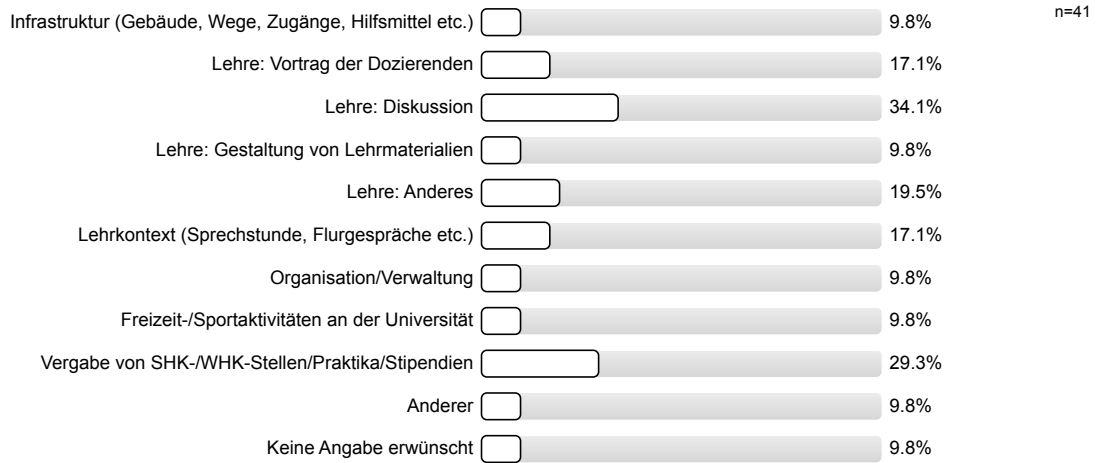 Infrastruktur (Gebäude, Wege, Zugänge, Hilfsmittel etc.) 9.8% n=41
Lehre: Vortrag der Dozierenden 17.1%
Lehre: Diskussion 34.1%
Lehre: Gestaltung von Lehrmaterialien 9.8%
Lehre: Anderes 19.5%
Lehrkontext (Sprechstunde, Flurgespräche etc.) 17.1%
Organisation/Verwaltung 9.8%
Freizeit-/Sportaktivitäten an der Universität 9.8%
Vergabe von SHK-/WHK-Stellen/Praktika/Stipendien 29.3%
Anderer 9.8%
Keine Angabe erwünscht 9.8%